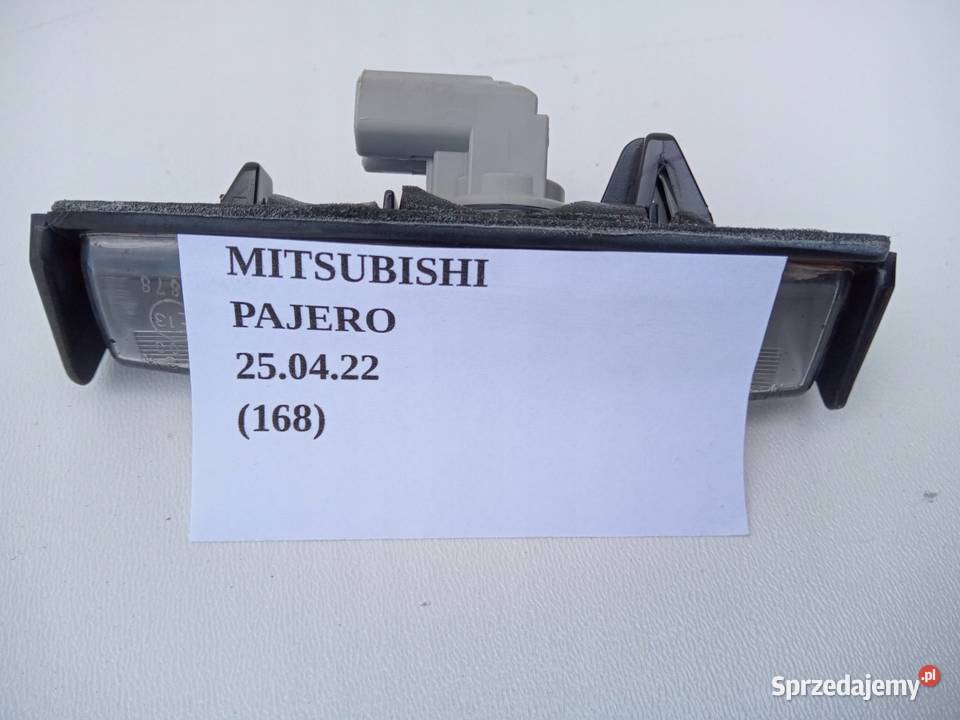 MITSUBISHI
PAJERO
25.04.22
(168)
Sprzedajemy.pl